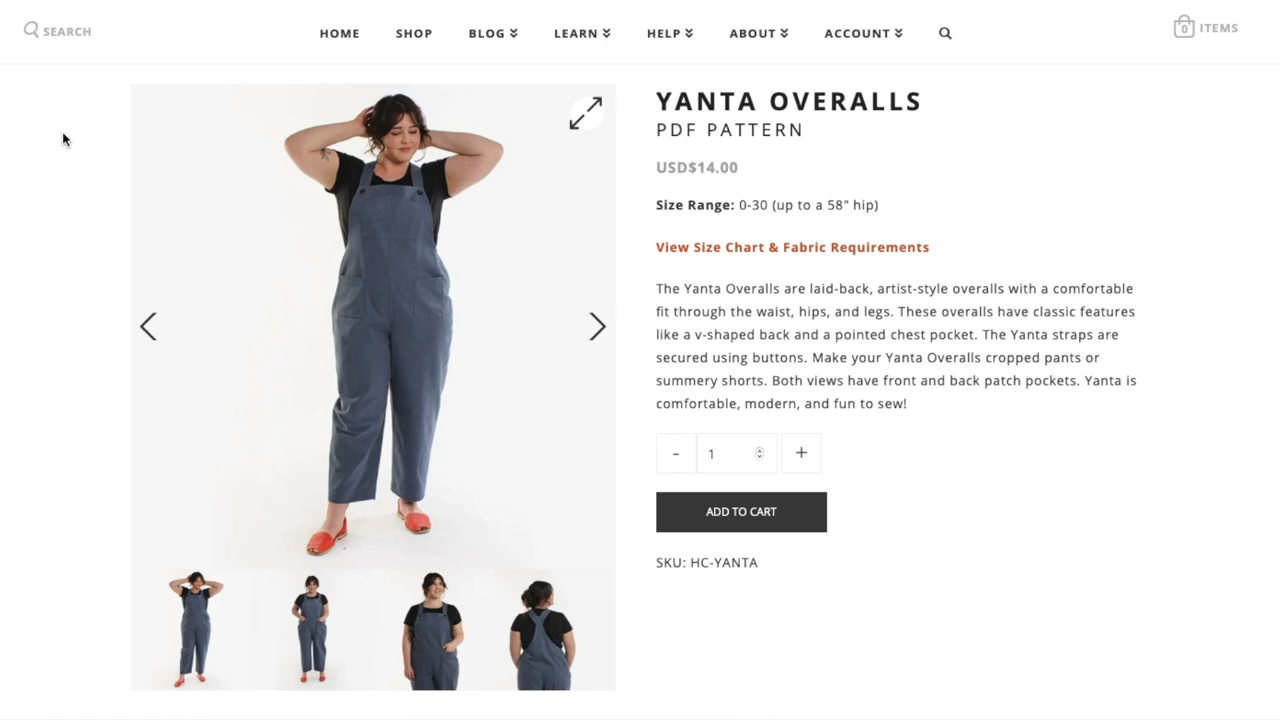 SEARCH
HOME
SHOP
BLOG
LEARN
HELP
ABOUT
ACCOUNT
0
ITEMS
YANTA OVERALLS
PDF PATTERN
USD$14.00
Size Range: 0-30 (up to a 58" hip)
View Size Chart & Fabric Requirements
The Yanta Overalls are laid-back, artist-style overalls with a comfortable
fit through the waist, hips, and legs. These overalls have classic features
like a v-shaped back and a pointed chest pocket. The Yanta straps are
secured using buttons. Make your Yanta Overalls cropped pants or
summery shorts. Both views have front and back patch pockets. Yanta is
comfortable, modern, and fun to sew!
- 1 +
ADD TO CART
SKU: HC-YANTA